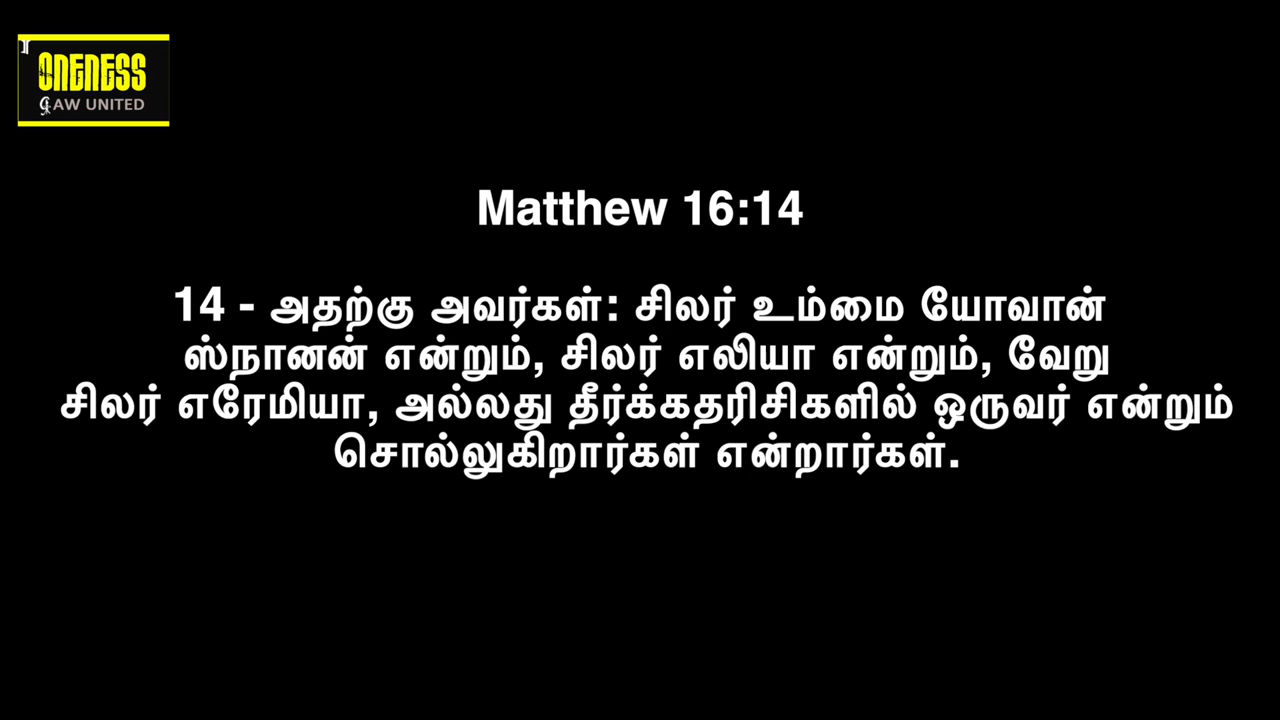 ONENESS
GAW UNITED
Matthew 16:14
14 - அதற்கு அவர்கள்: சிலர் உம்மை யோவான்
ஸ்நானன் என்றும், சிலர் எலியா என்றும், வேறு
சிலர் எரேமியா, அல்லது தீர்க்கதரிசிகளில் ஒருவர் என்றும்
சொல்லுகிறார்கள் என்றார்கள்.